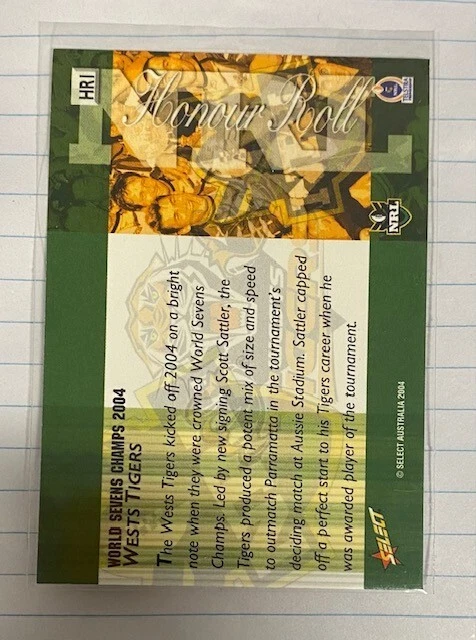 HR1
Honour Roll
NRL
WORLD SEVENS CHAMPS 2004
WESTS TIGERS
The Wests Tigers kicked off 2004 on a bright
note when they were crowned World Sevens
Champs. Led by new signing Scott Sattler, the
Tigers produced a potent mix of size and speed
to outmatch Parramatta in the tournament's
deciding match at Aussie Stadium. Sattler capped
off a perfect start to his Tigers career when he
was awarded player of the tournament.
SELECT
© SELECT AUSTRALIA 2004